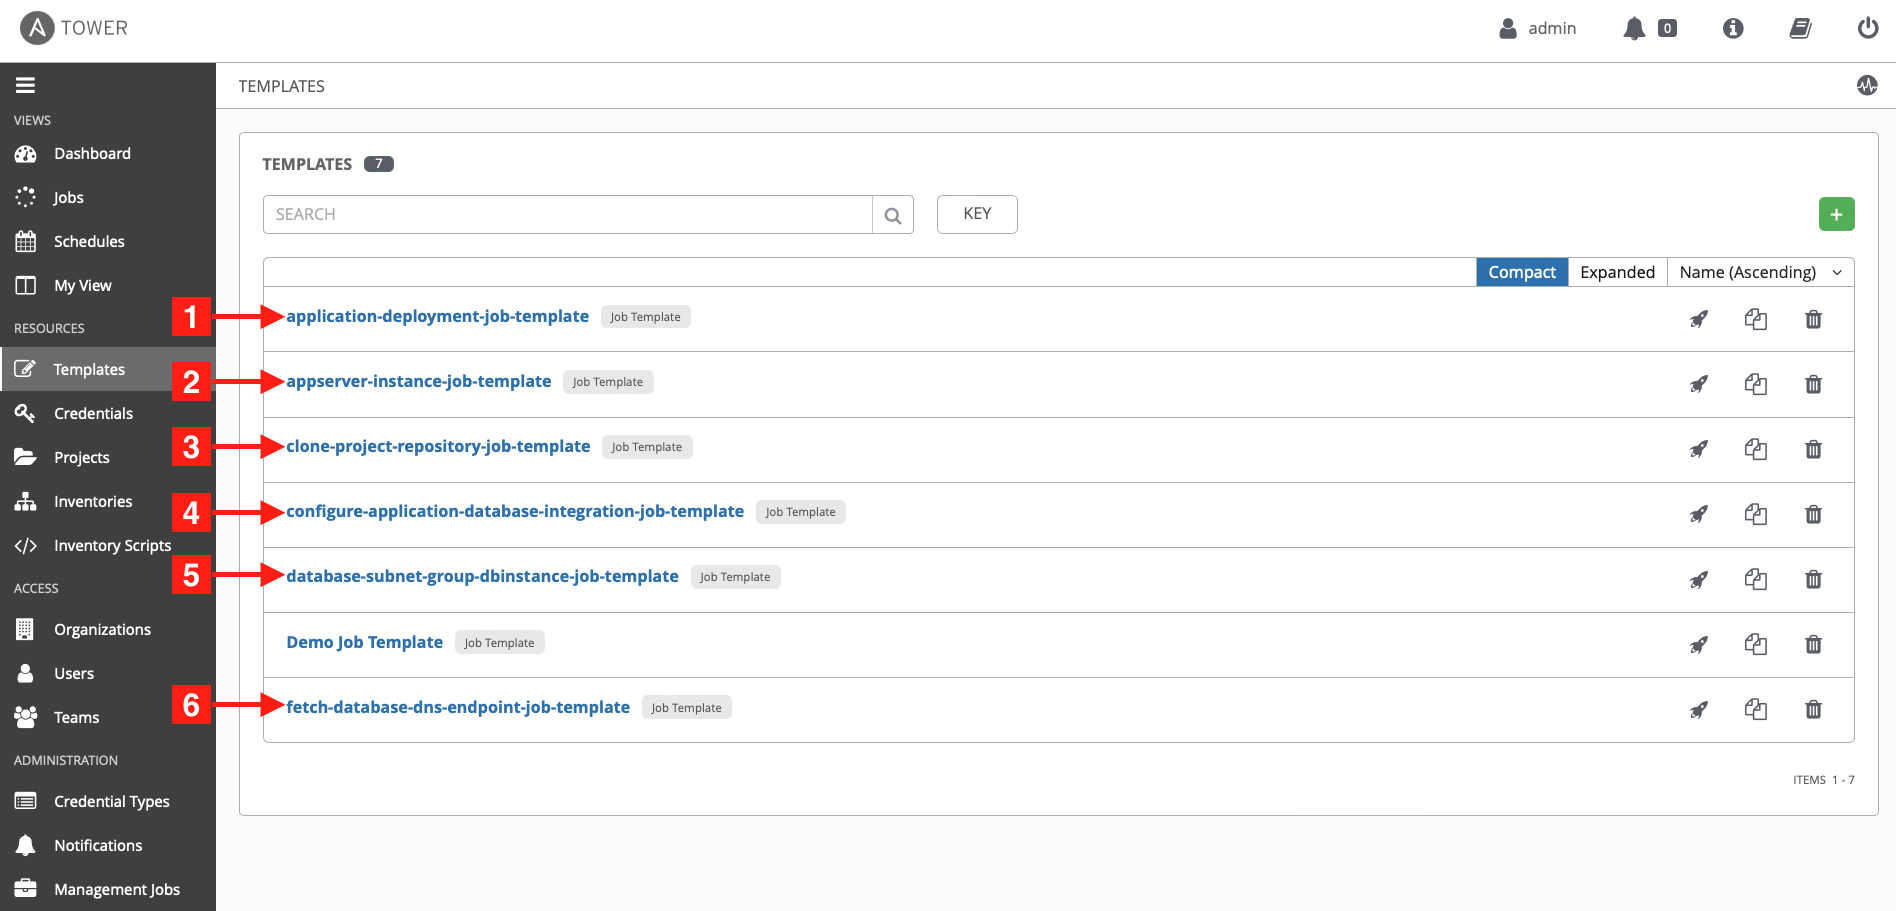 TOWER
admin
0
TEMPLATES
VIEWS
Dashboard
Jobs
Schedules
My View
RESOURCES
Templates
Credentials
Projects
Inventories
Inventory Scripts
ACCESS
Organizations
Users
Teams
ADMINISTRATION
Credential Types
Notifications
Management Jobs
TEMPLATES 7
SEARCH
KEY
+
Compact Expanded Name (Ascending)
1 application-deployment-job-template Job Template
2 appserver-instance-job-template Job Template
3 clone-project-repository-job-template Job Template
4 configure-application-database-integration-job-template Job Template
5 database-subnet-group-dbinstance-job-template Job Template
Demo Job Template Job Template
6 fetch-database-dns-endpoint-job-template Job Template
ITEMS 1 - 7